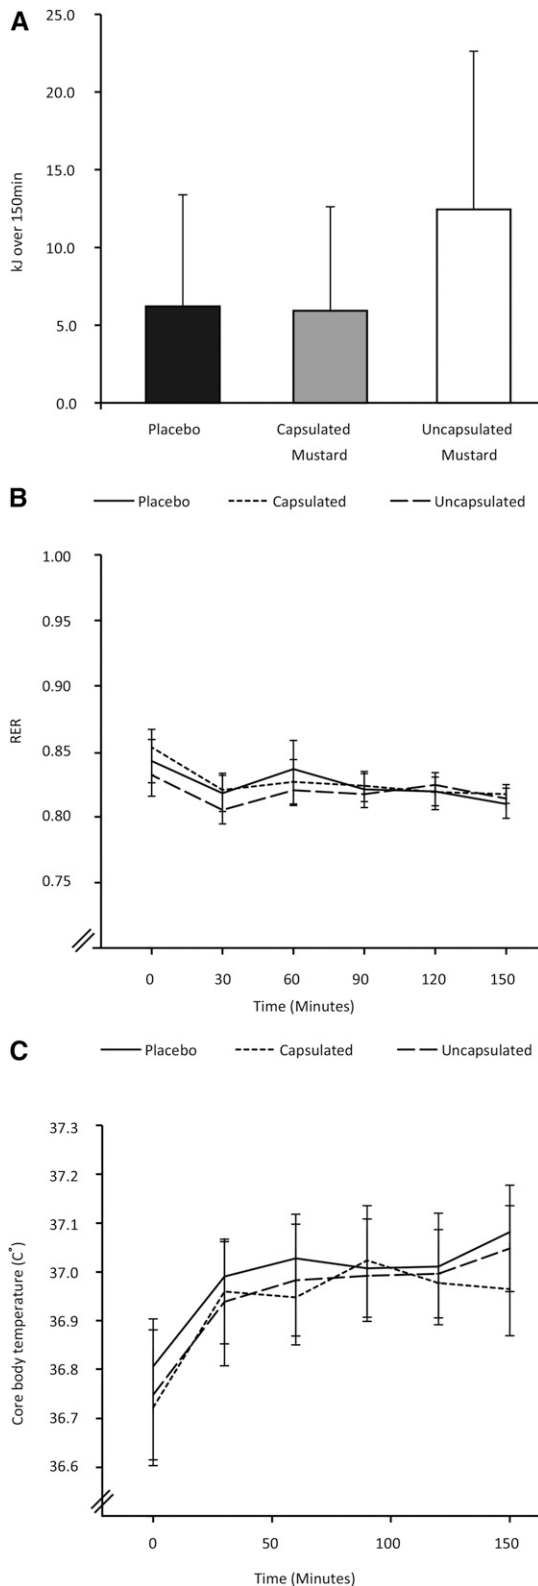 A
25.0
20.0
15.0
10.0
5.0
0.0
kJ over 150min
Placebo Capsulated Mustard Uncapsulated Mustard
B
Placebo Capsulated Uncapsulated
1.00
0.95
0.90
0.85
0.80
0.75
RER
0 30 60 90 120 150
Time (Minutes)
C
Placebo Capsulated Uncapsulated
37.3
37.2
37.1
37.0
36.9
36.8
36.7
36.6
Core body temperature (C°)
0 50 100 150
Time (Minutes)